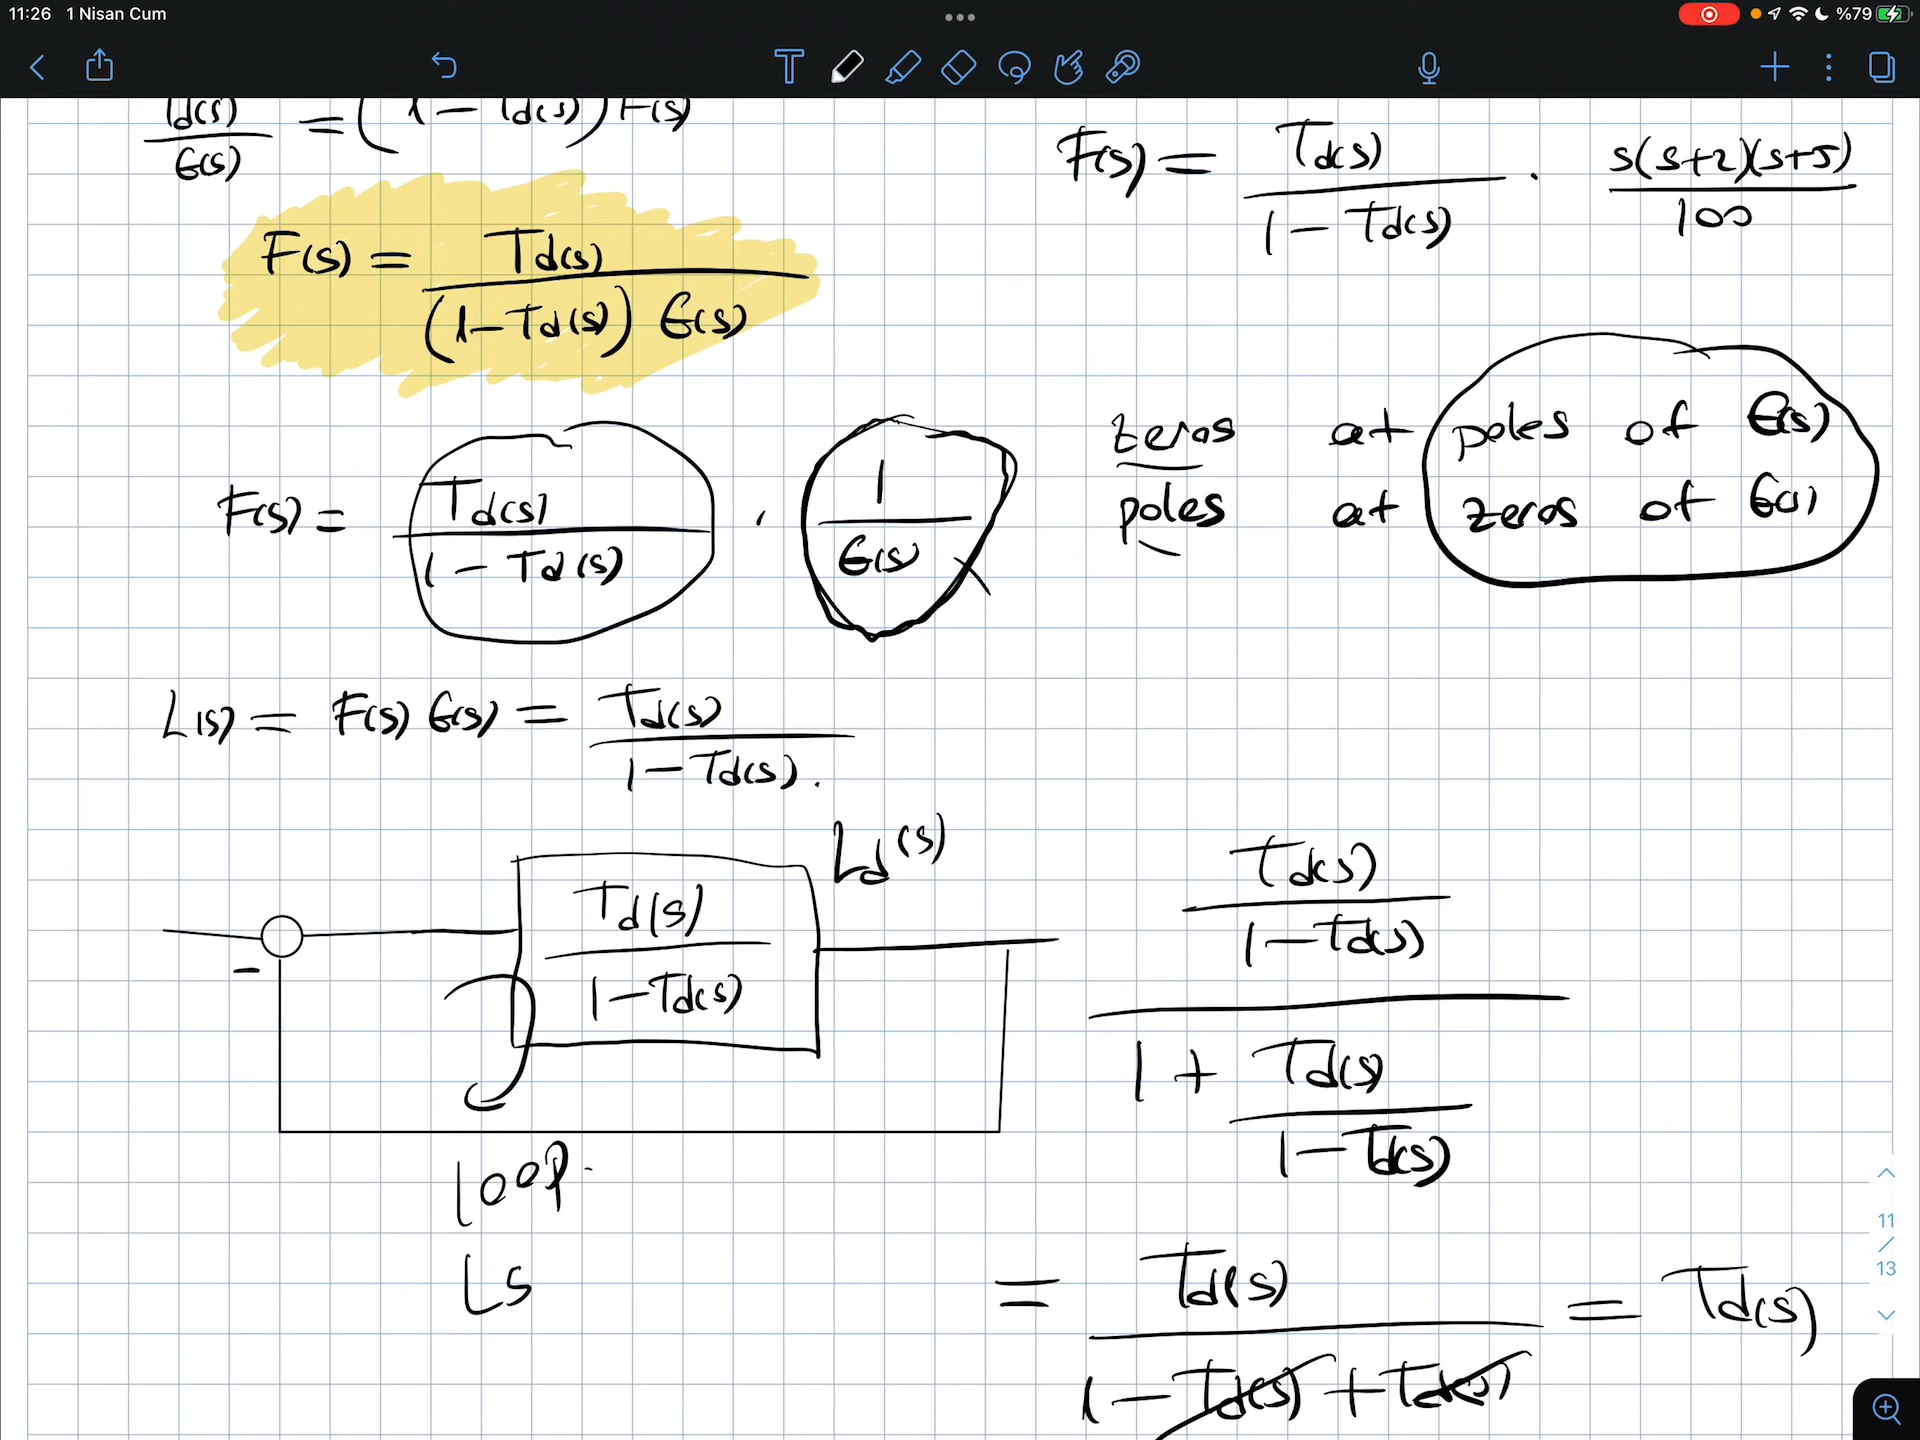 11:26 1 Nisan Cum
%79
Td(s) / G(s) = (1 - Td(s)) F(s)
F(s) = Td(s) / (1 - Td(s)) · s(s+2)(s+5) / 100
F(s) = Td(s) / (1 - Td(s)) G(s)
zeros at poles of G(s)
poles at zeros of G(s)
F(s) = Td(s) / 1 - Td(s) · 1 / G(s)
L(s) = F(s) G(s) = Td(s) / 1 - Td(s).
Ld(s)
Td(s) / 1 - Td(s)
-
loop.
Ls
Td(s) / 1 - Td(s)
1 + Td(s) / 1 - Td(s)
= Td(s) / 1 - Td(s) + Td(s) = Td(s)
11 / 13